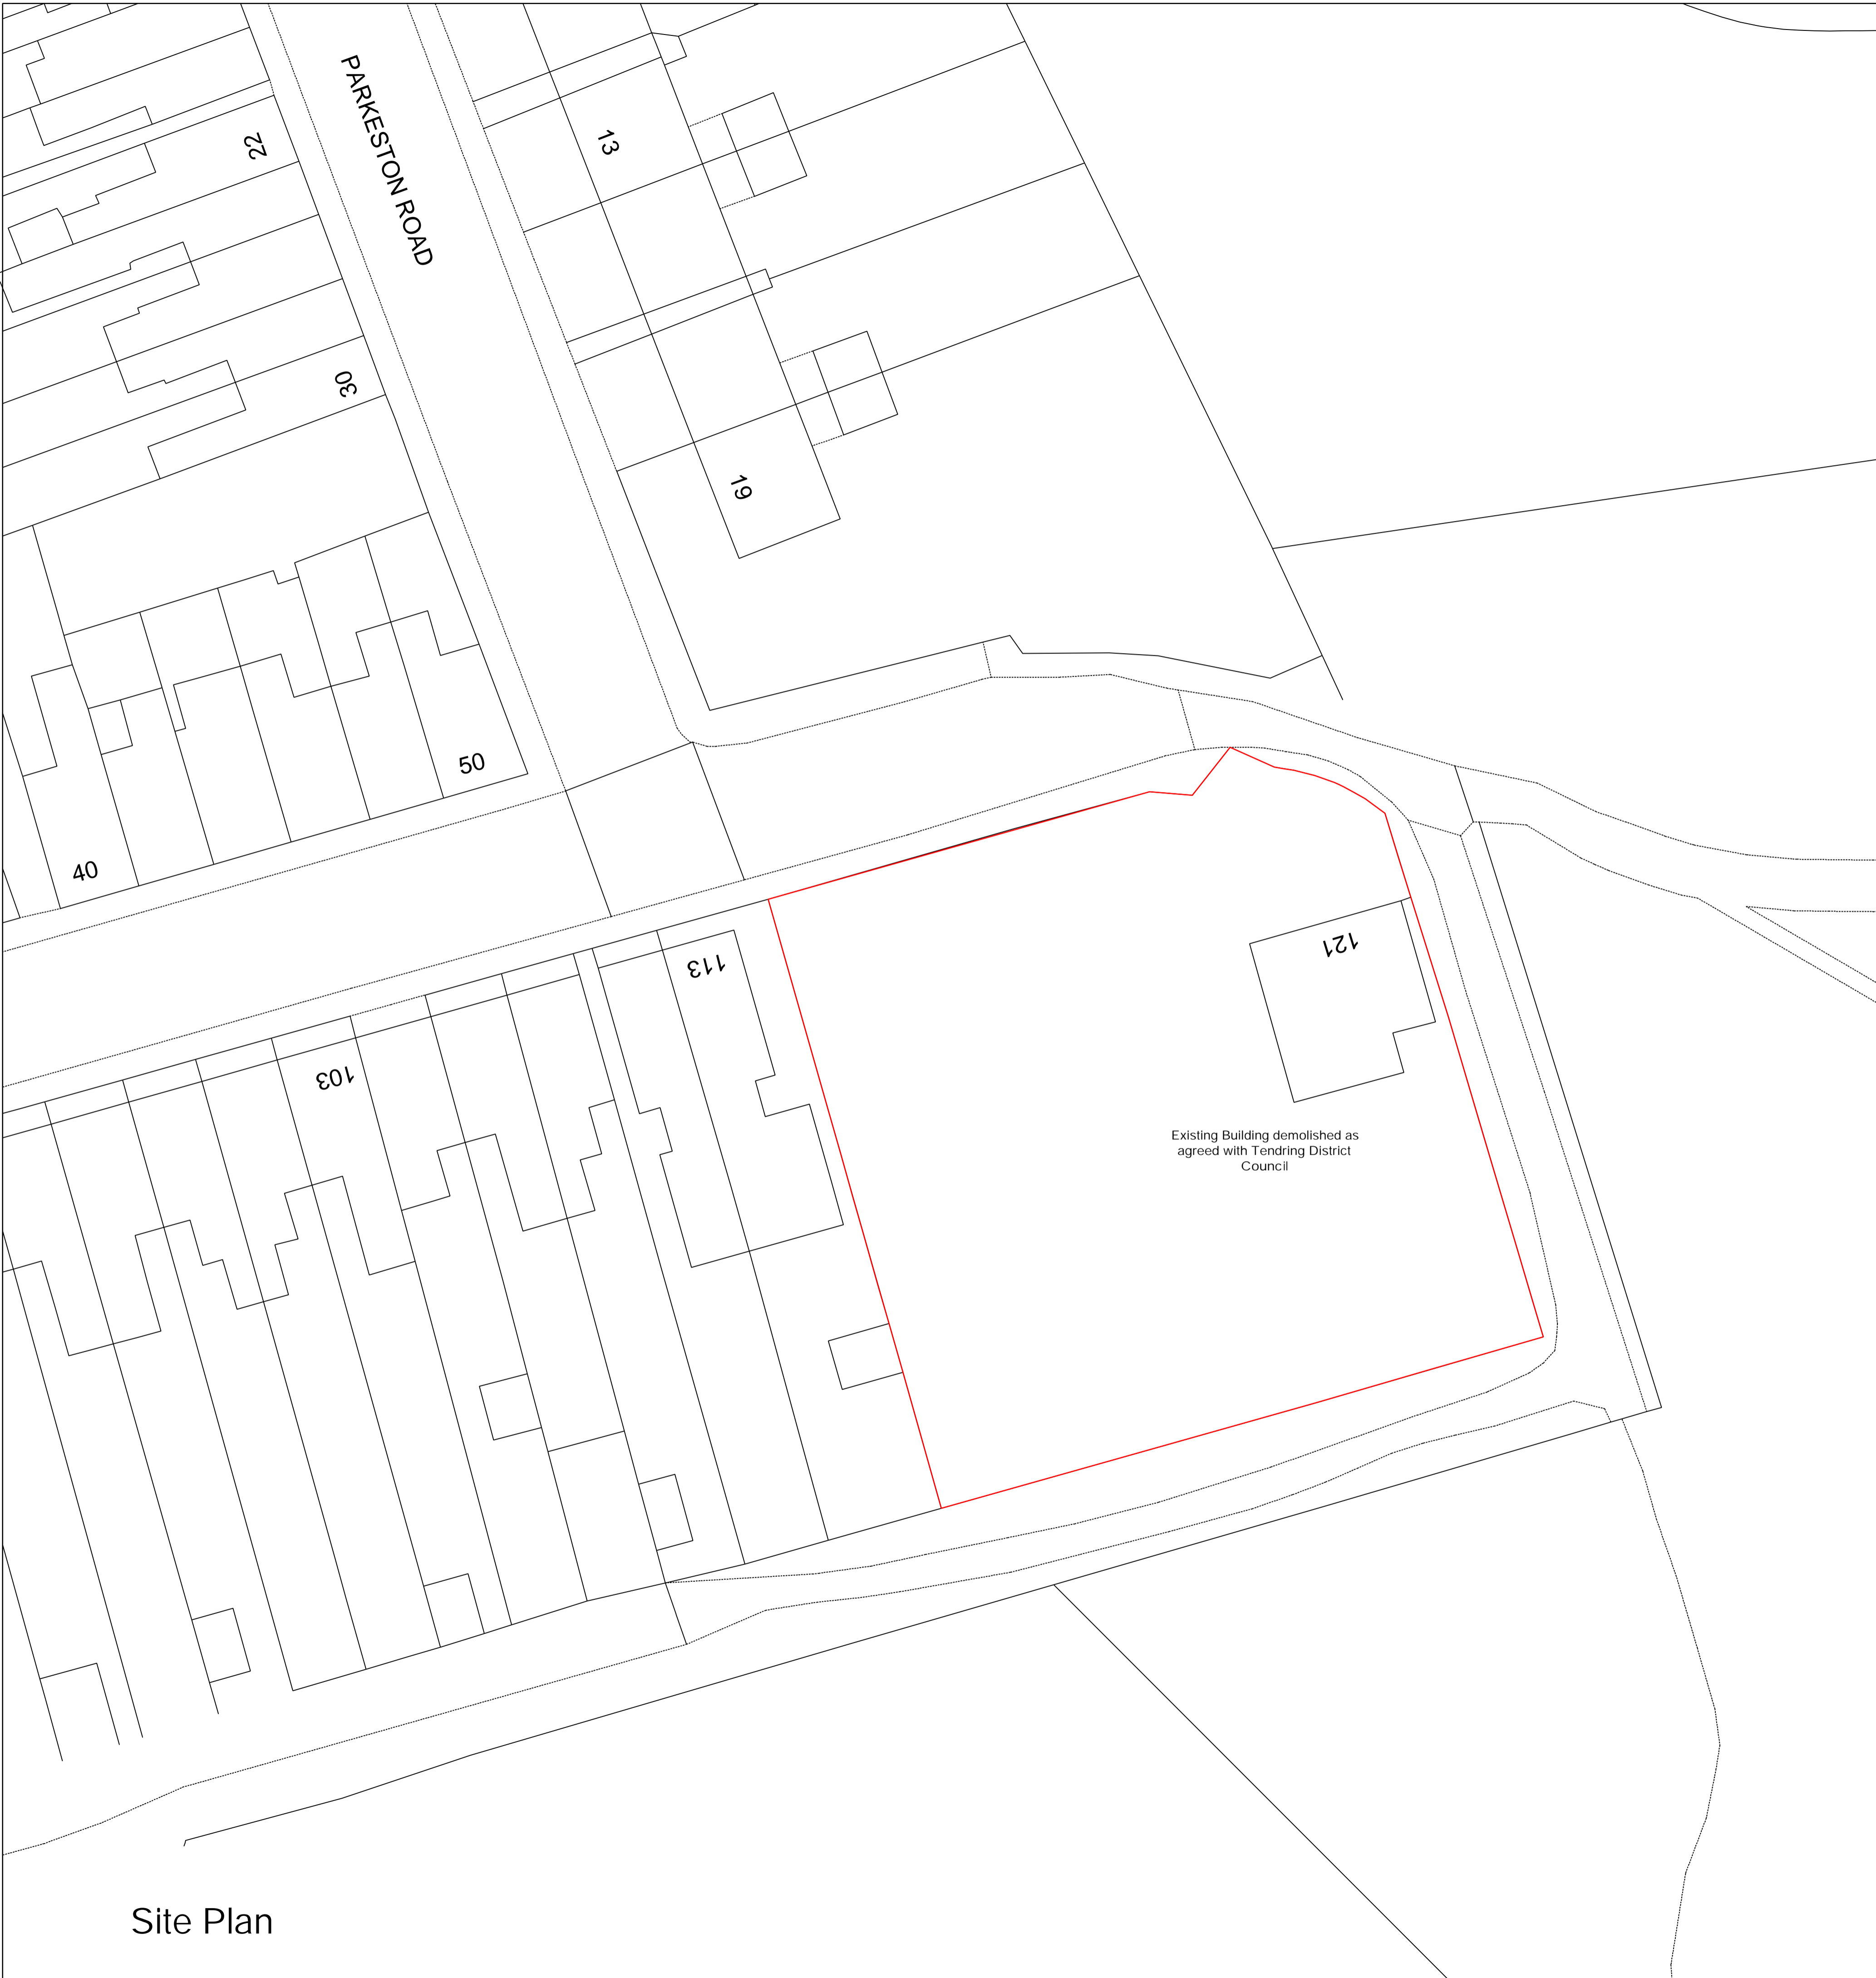 PARKESTON ROAD
22
13
30
19
50
40
113
121
103
Existing Building demolished as
agreed with Tendring District
Council
Site Plan